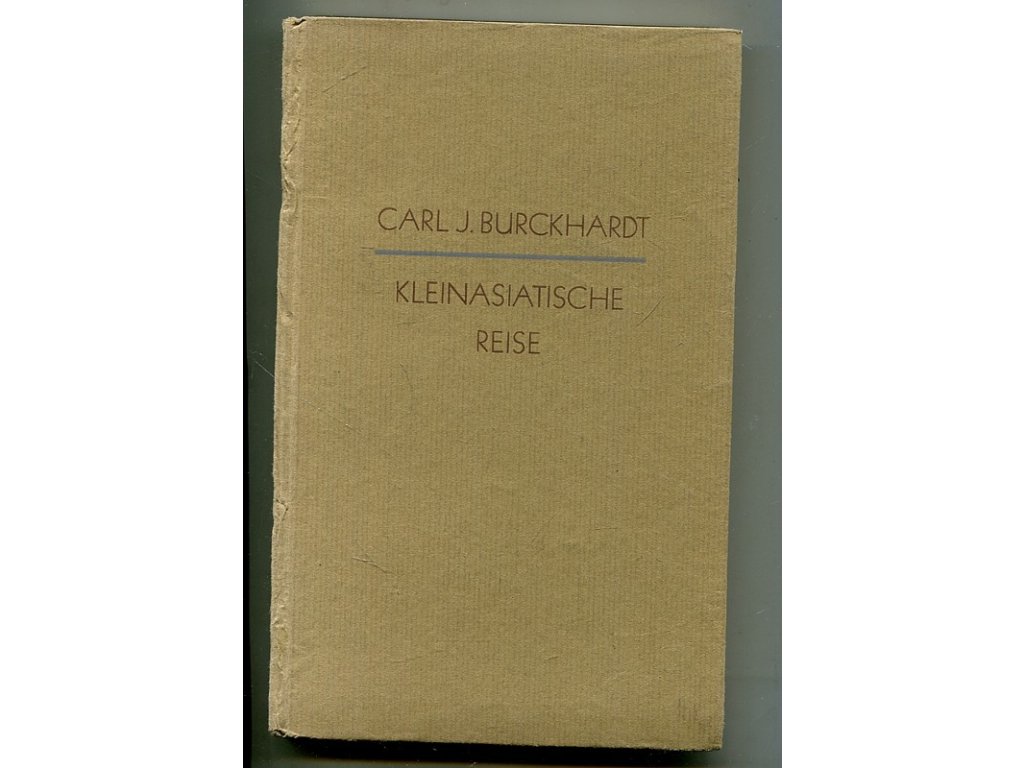 CARL J. BURCKHARDT
KLEINASIATISCHE
REISE